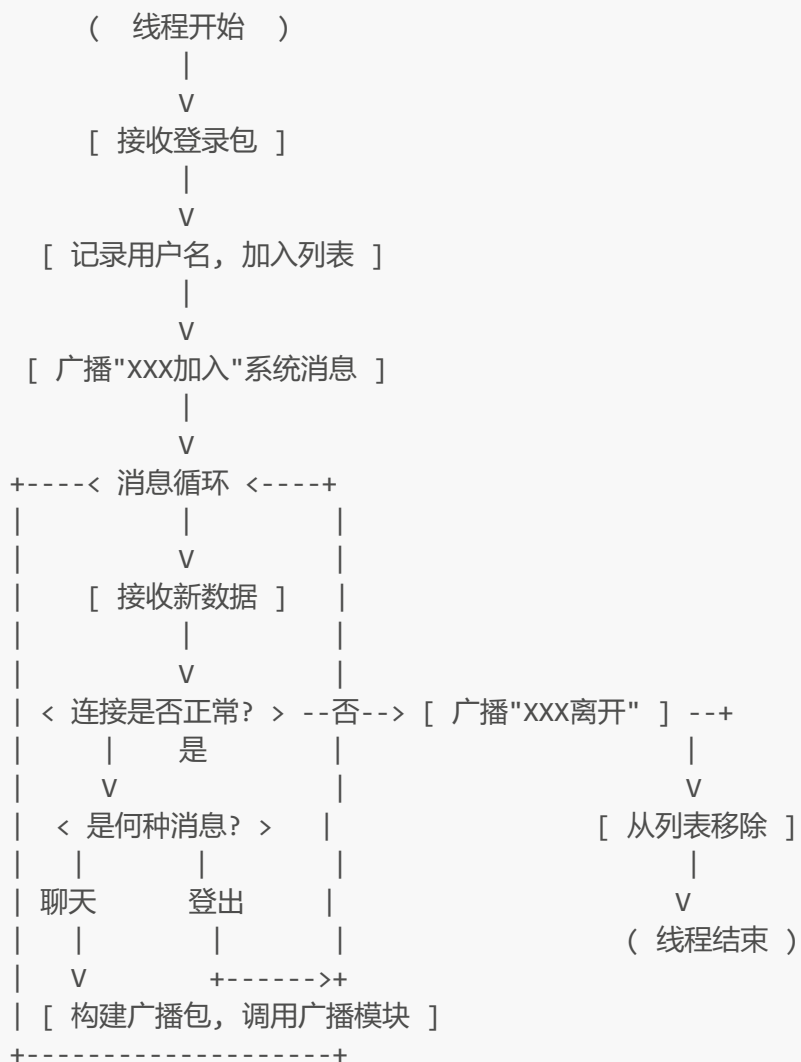 ( 线程开始 )
|
V
[ 接收登录包 ]
|
V
[ 记录用户名, 加入列表 ]
|
V
[ 广播"XXX加入"系统消息 ]
|
V
+----< 消息循环 <----+
| | |
| V |
| [ 接收新数据 ] |
| | |
| V |
| < 连接是否正常? > --否--> [ 广播"XXX离开" ] --+
| | 是 | |
| V | V
| < 是何种消息? > | [ 从列表移除 ]
| | | | |
| 聊天 登出 | V
| | | | ( 线程结束 )
| V +------>+
| [ 构建广播包, 调用广播模块 ]
+--------------------+